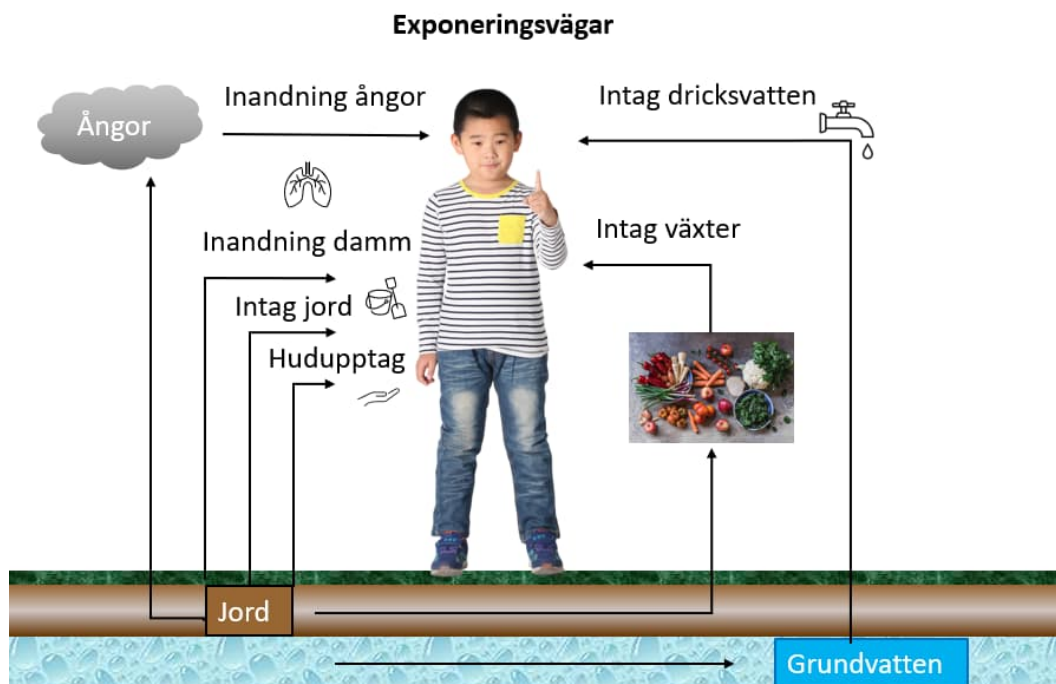 Exponeringsvägar
Ångor
Inandning ångor
Intag dricksvatten
Inandning damm
Intag växter
Intag jord
Hudupptag
Jord
Grundvatten